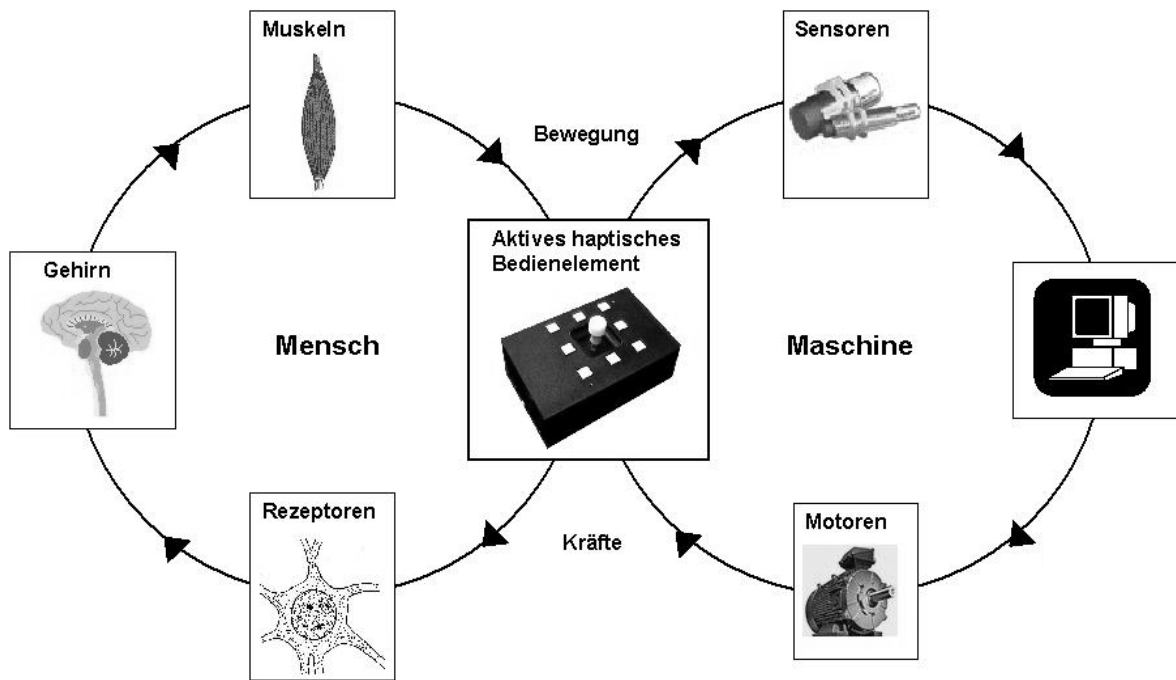 Muskeln
Sensoren
Bewegung
Aktives haptisches
Bedienelement
Gehirn
Mensch
Maschine
Rezeptoren
Motoren
Kräfte